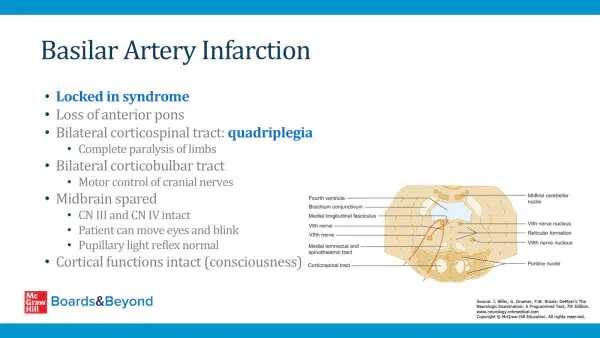 Basilar Artery Infarction
• Locked in syndrome
• Loss of anterior pons
• Bilateral corticospinal tract: quadriplegia
• Complete paralysis of limbs
• Bilateral corticobulbar tract
• Motor control of cranial nerves
• Midbrain spared
• CN III and CN IV intact
• Patient can move eyes and blink
• Pupillary light reflex normal
• Cortical functions intact (consciousness)
Fourth ventricle
Brachium conjunctivum
Medial longitudinal fasciculus
VIth nerve
VIIth nerve
Medial lemniscus and
spinothalamic tract
Corticospinal tract
Midline cerebellar
nuclei
VIth nerve nucleus
Reticular formation
VIIth nerve nucleus
Pontine nuclei
Mc
Graw
Hill
Boards&Beyond
Source: J. Biller, G. Gruener, P.W. Brazis: DeMyer's The
Neurologic Examination: A Programmed Text, 7th Edition.
www.neurology.mhmedical.com
Copyright © McGraw-Hill Education. All rights reserved.